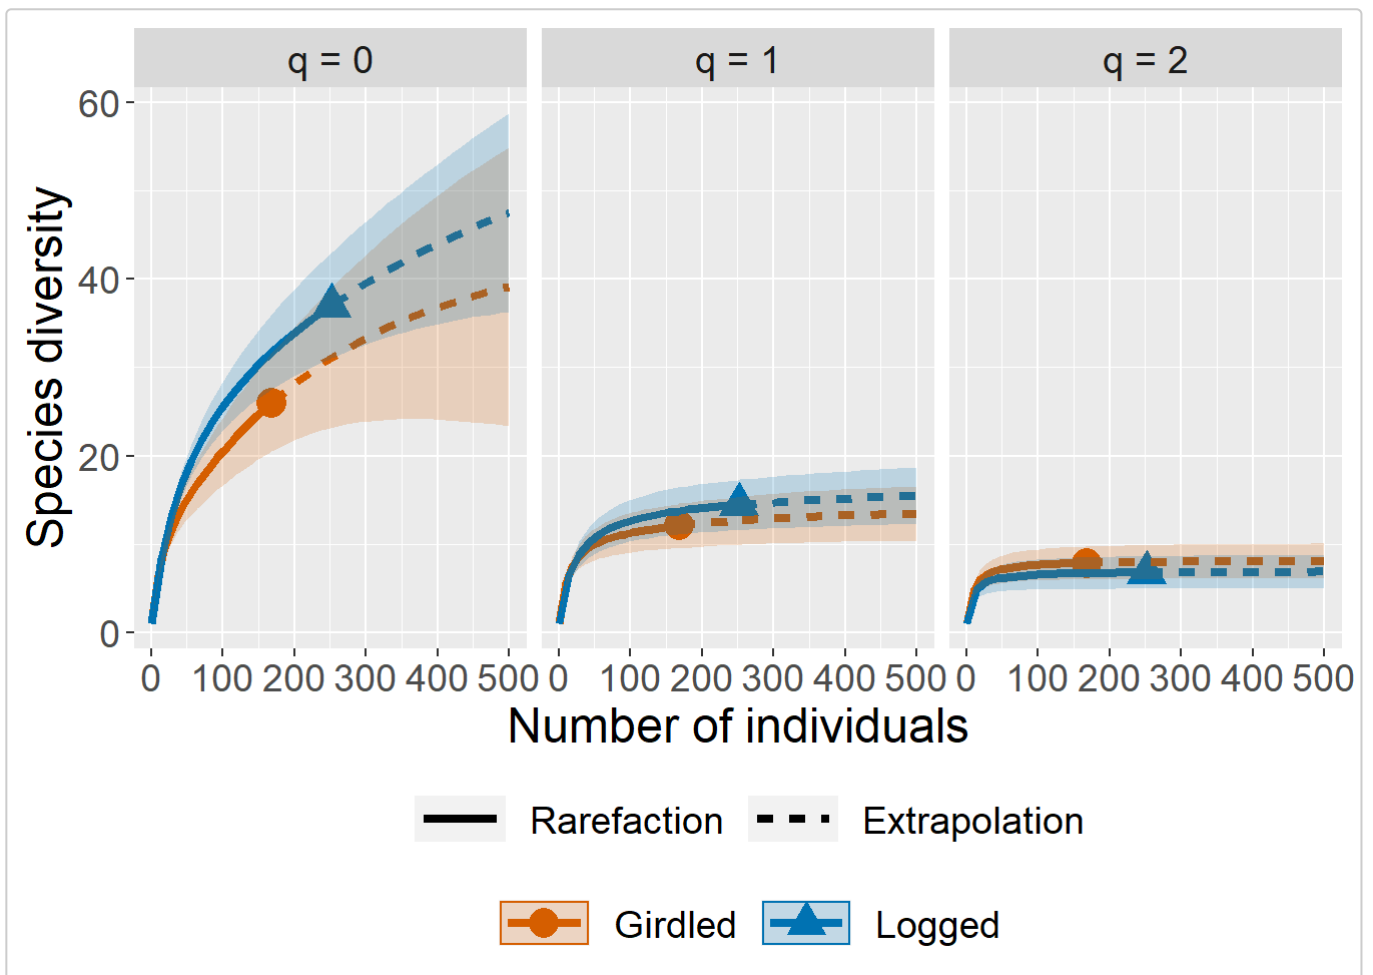 q = 0 q = 1 q = 2
60
40
20
0
Species diversity
0 100 200 300 400 500 0 100 200 300 400 500 0 100 200 300 400 500
Number of individuals
Rarefaction Extrapolation
Girdled Logged